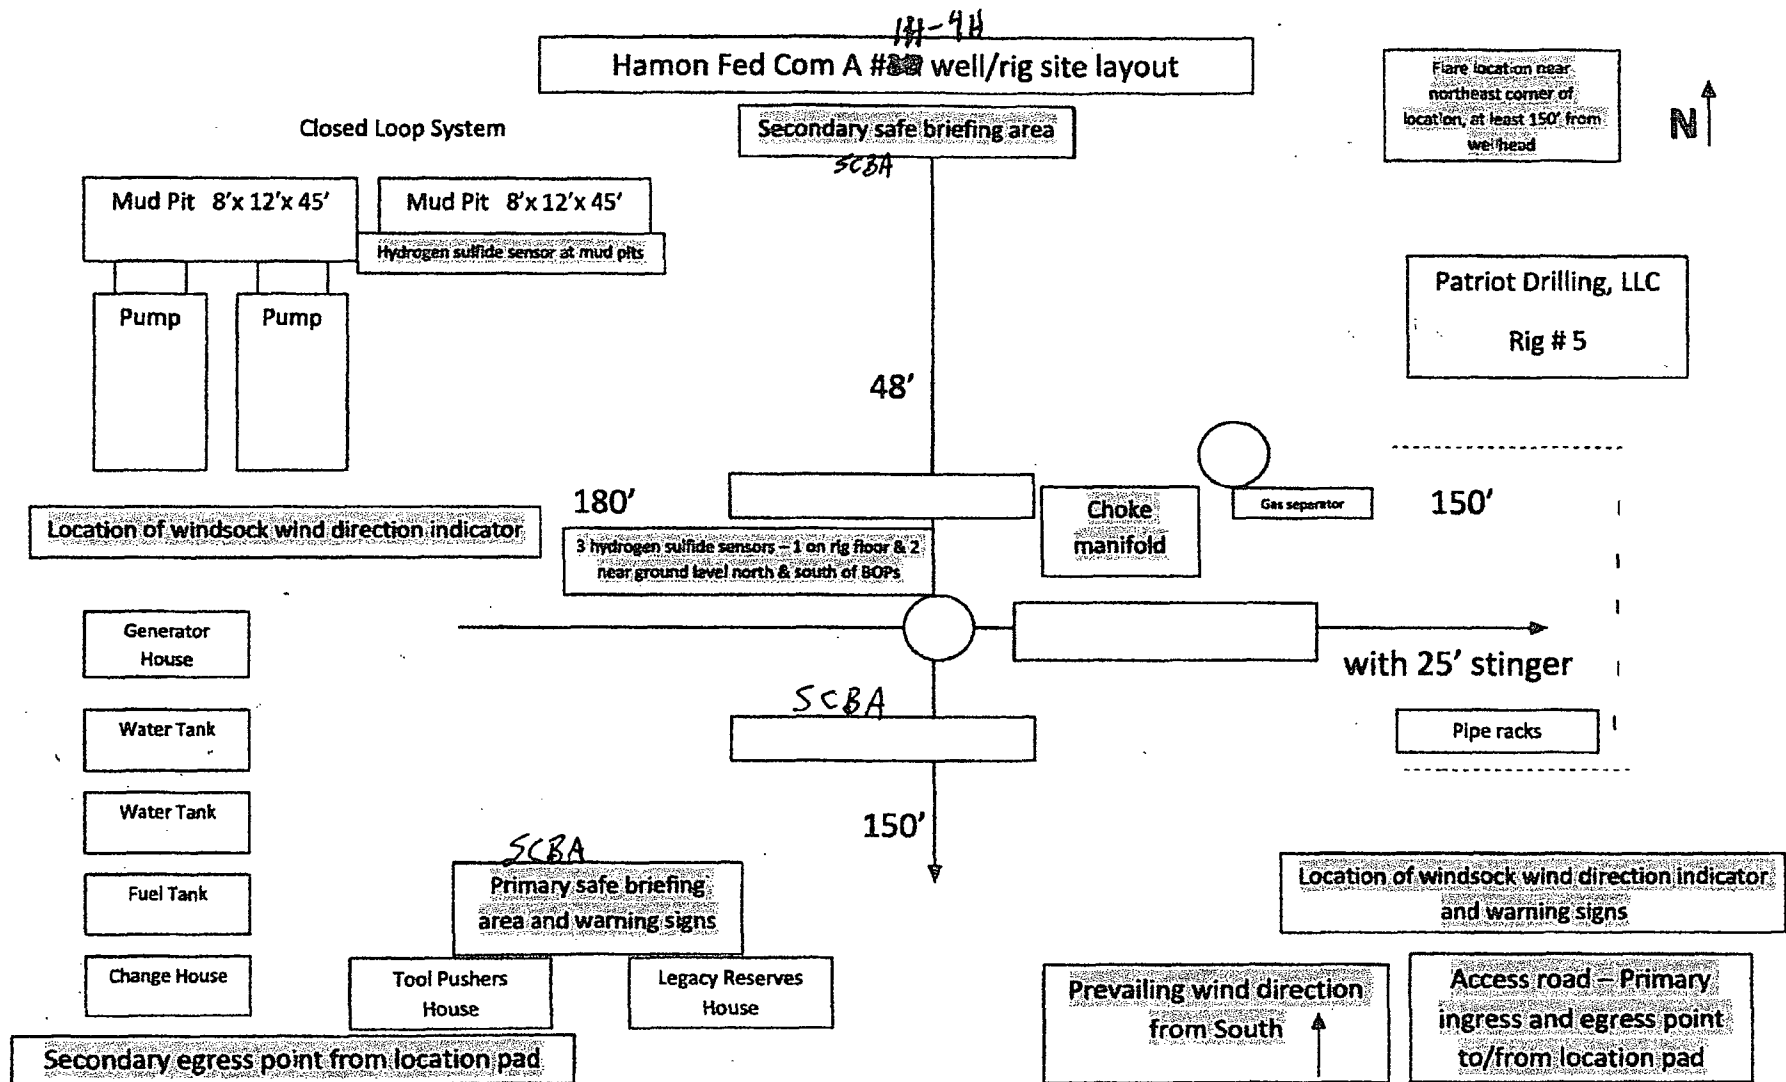 1H-4H
Hamon Fed Com A # well/rig site layout
Flare location near
northeast corner of
location, at least 150' from
wellhead
N
Closed Loop System
Secondary safe briefing area
SCBA
Mud Pit 8'x 12'x 45'
Mud Pit 8'x 12'x 45'
Hydrogen sulfide sensor at mud pits
Pump
Pump
Patriot Drilling, LLC
Rig # 5
48'
180'
Choke
manifold
Gas separator
150'
Location of windsock wind direction indicator
3 hydrogen sulfide sensors – 1 on rig floor & 2
near ground level north & south of BOPs
Generator
House
with 25' stinger
SCBA
Water Tank
Pipe racks
Water Tank
150'
SCBA
Primary safe briefing
area and warning signs
Location of windsock wind direction indicator
and warning signs
Fuel Tank
Change House
Tool Pushers
House
Legacy Reserves
House
Prevailing wind direction
from South
Access road – Primary
ingress and egress point
to/from location pad
Secondary egress point from location pad